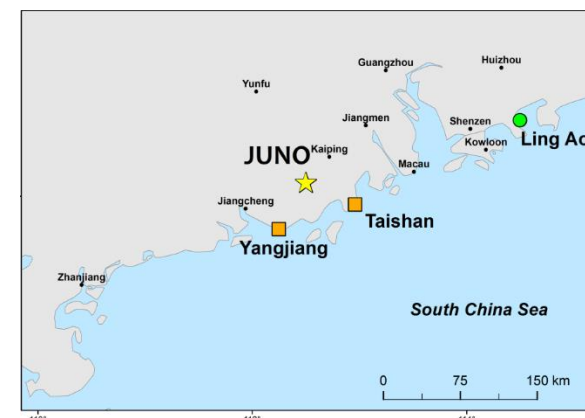 Guangzhou
Huizhou
Yunfu
Jiangmen
Shenzen
Kowloon
Ling Ao
JUNO
Kaiping
Macau
Jiangcheng
Taishan
Yangjiang
Zhanjiang
South China Sea
0 75 150 km